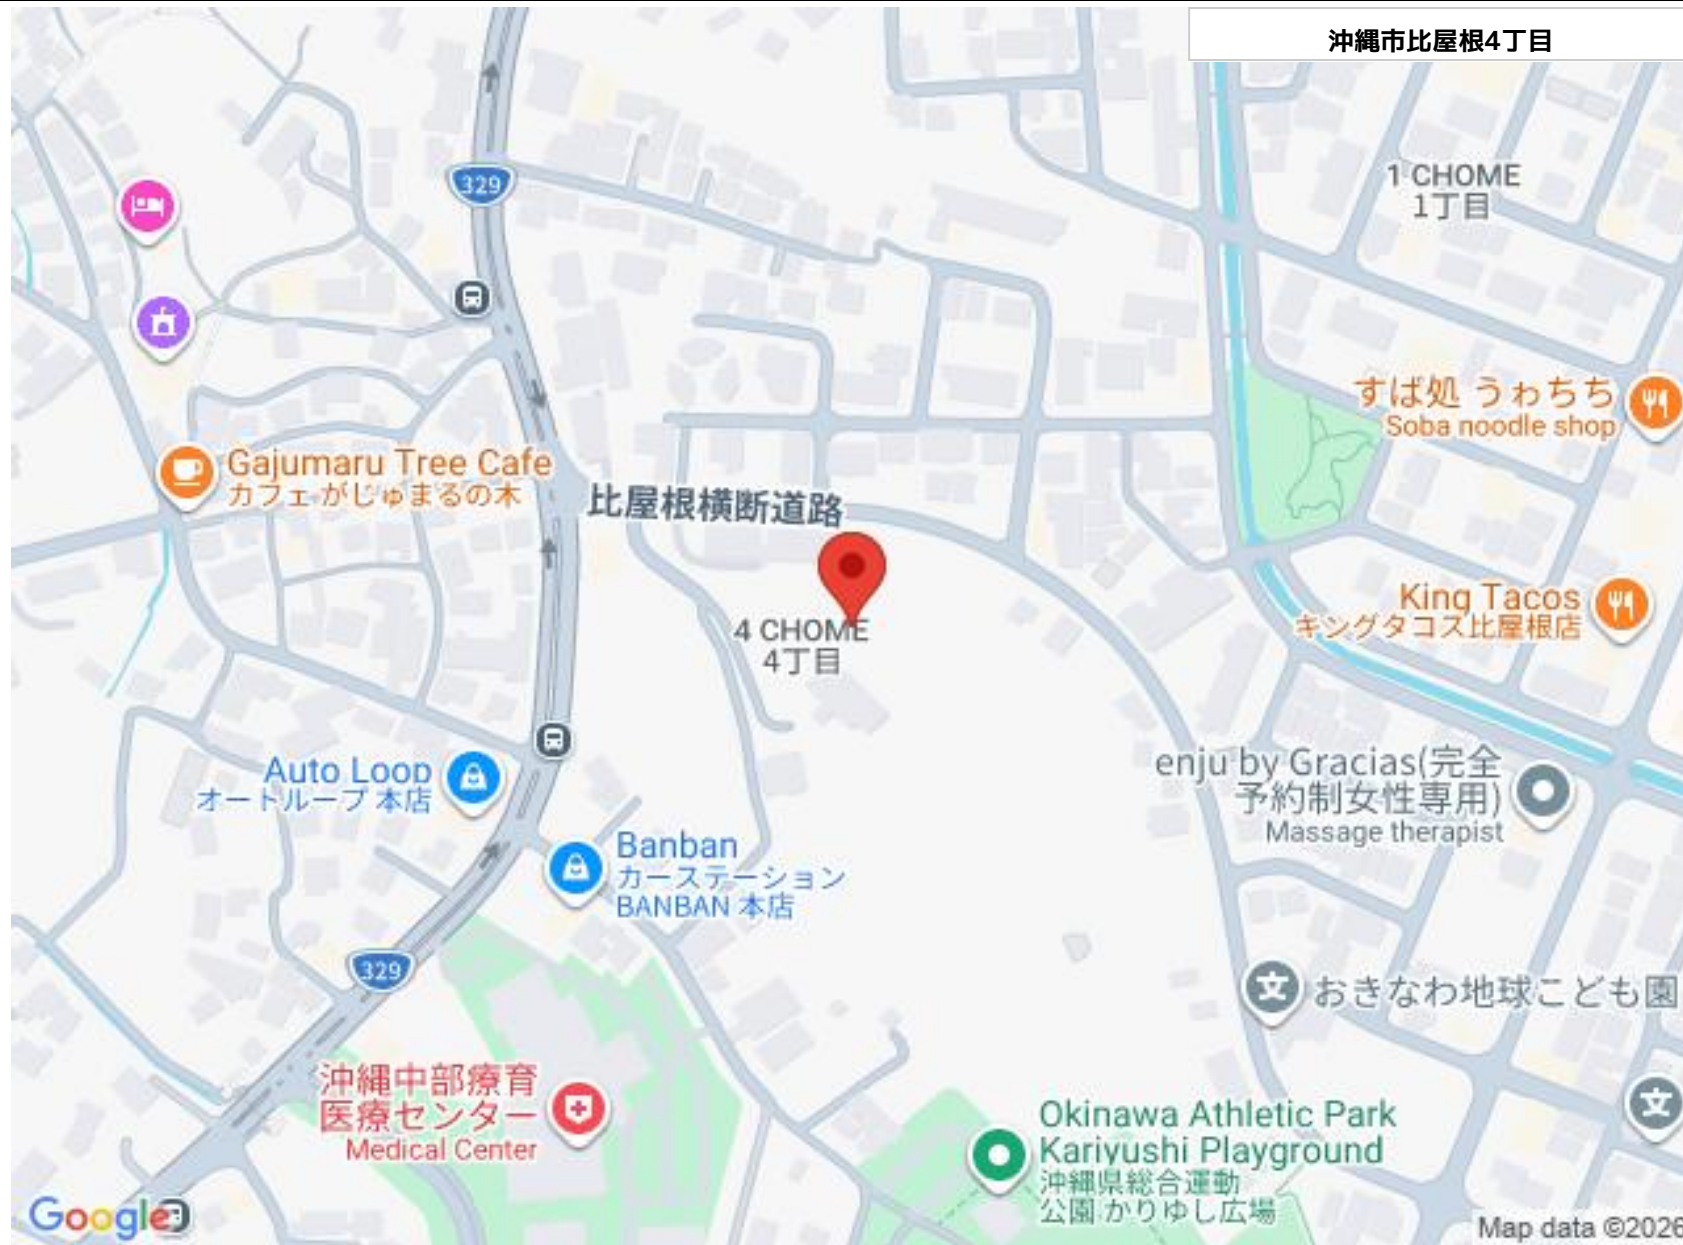 沖縄市比屋根4丁目
329
1 CHOME
1丁目
すば処 うわちち
Soba noodle shop
Gajumaru Tree Cafe
カフェ がじゅまるの木
比屋根横断道路
King Tacos
キングタコス比屋根店
4 CHOME
4丁目
enju by Gracias(完全
予約制女性専用)
Massage therapist
Auto Loop
オートループ 本店
Banban
カーステーション
BANBAN 本店
329
文 おきなわ地球こども園
沖縄中部療育
医療センター
Medical Center
Okinawa Athletic Park
Kariyushi Playground
沖縄県総合運動
公園 かりゆし広場
文
Google
Map data ©2026